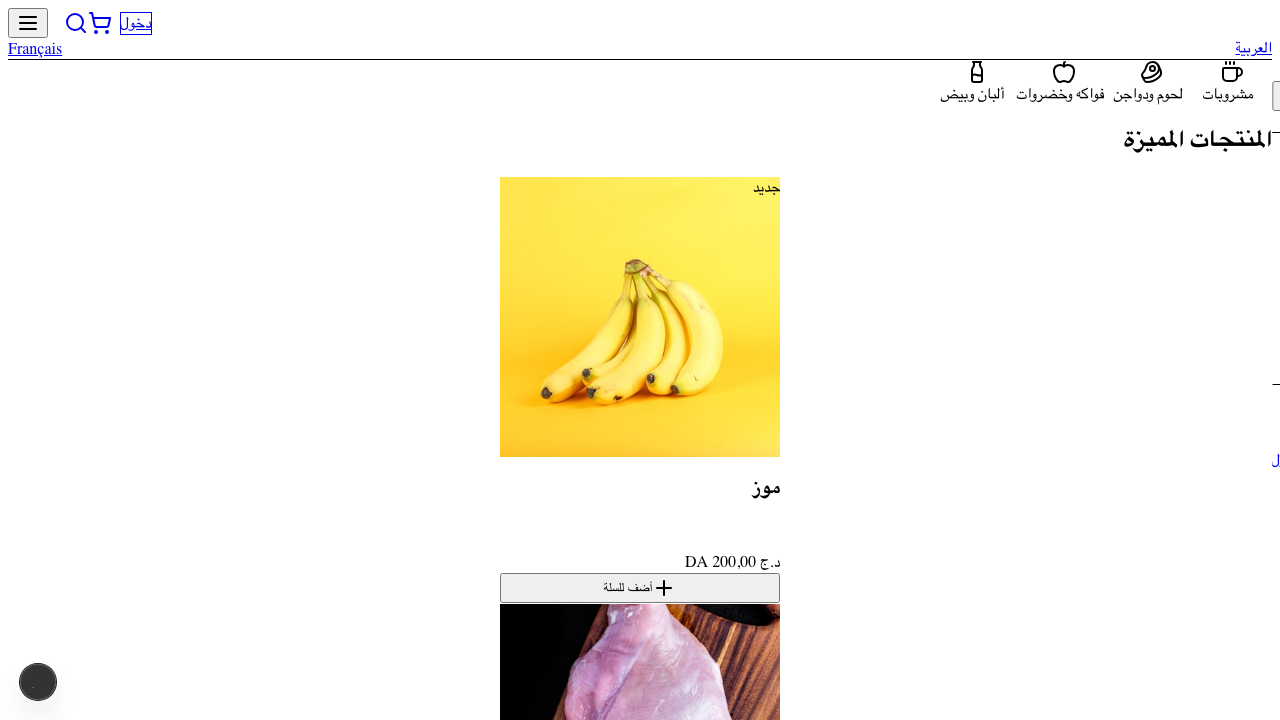 دخول
العربية
Français
مشروبات
لحوم ودواجن
فواكه وخضروات
ألبان وبيض
المنتجات المميزة
جديد
موز
د.ج DA 200,00
أضف للسلة